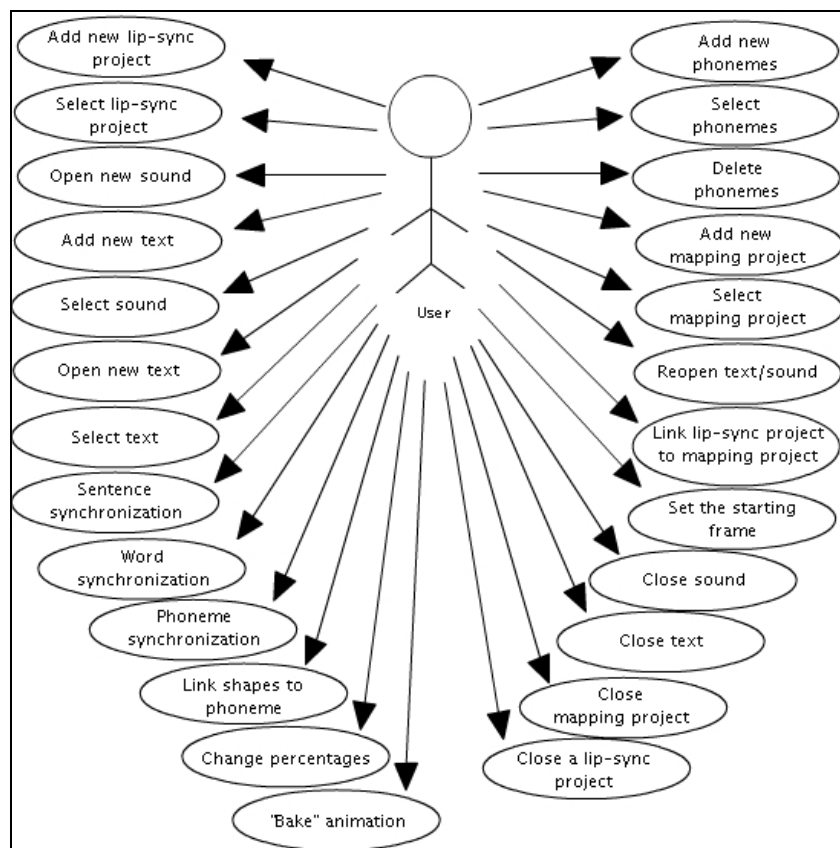 Add new lip-sync
project
Select lip-sync
project
Open new sound
Add new text
Select sound
Open new text
Select text
Sentence
synchronization
Word
synchronization
Phoneme
synchronization
Link shapes to
phoneme
Change percentages
"Bake" animation
User
Add new
phonemes
Select
phonemes
Delete
phonemes
Add new
mapping project
Select
mapping project
Reopen text/sound
Link lip-sync project
to mapping project
Set the starting
frame
Close sound
Close text
Close
mapping project
Close a lip-sync
project